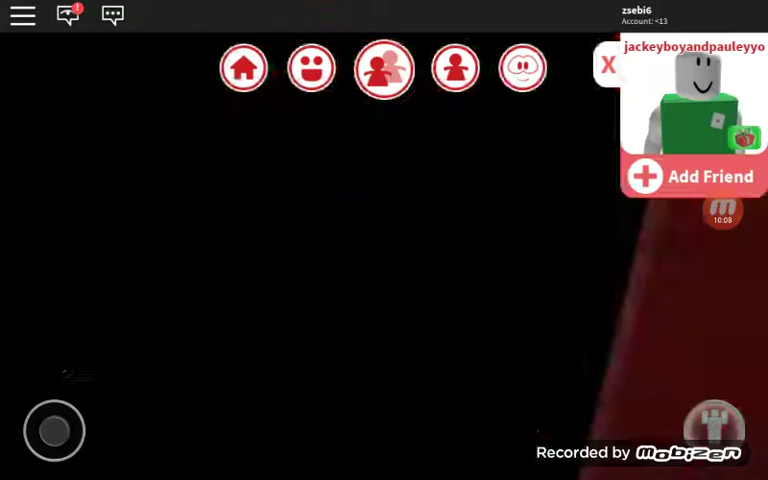 zsebi6
Account: <13
jackeyboyandpauleyyo
X
Add Friend
10:08
Recorded by Mobizen